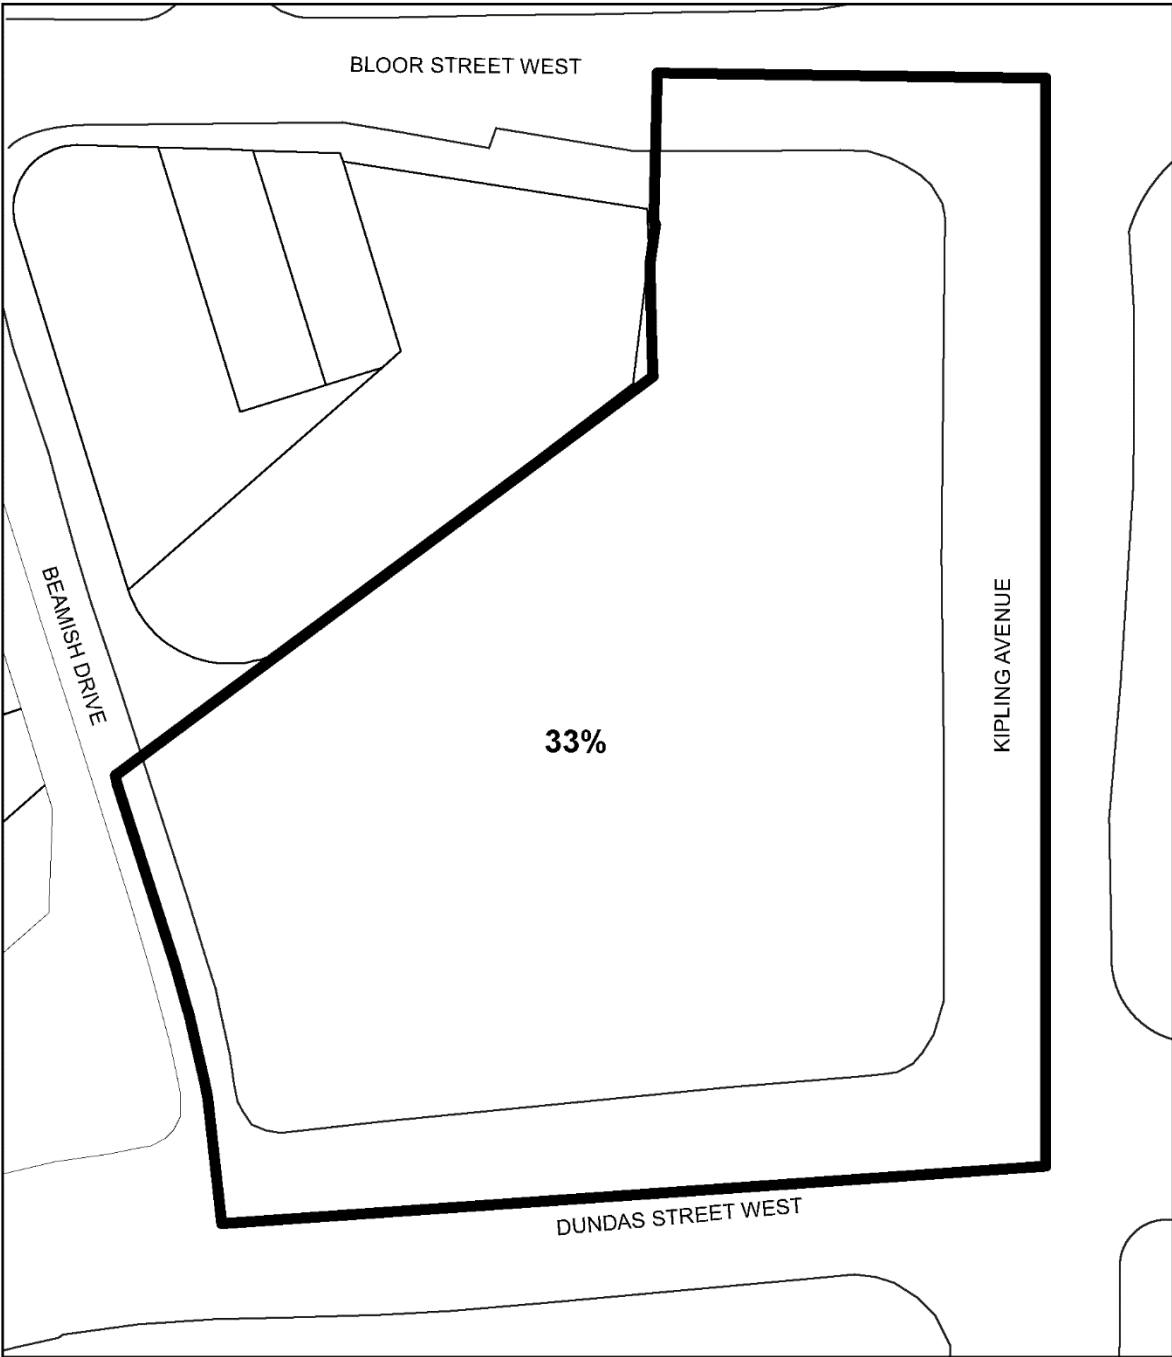 BLOOR STREET WEST
BEAMISH DRIVE
KIPLING AVENUE
33%
DUNDAS STREET WEST